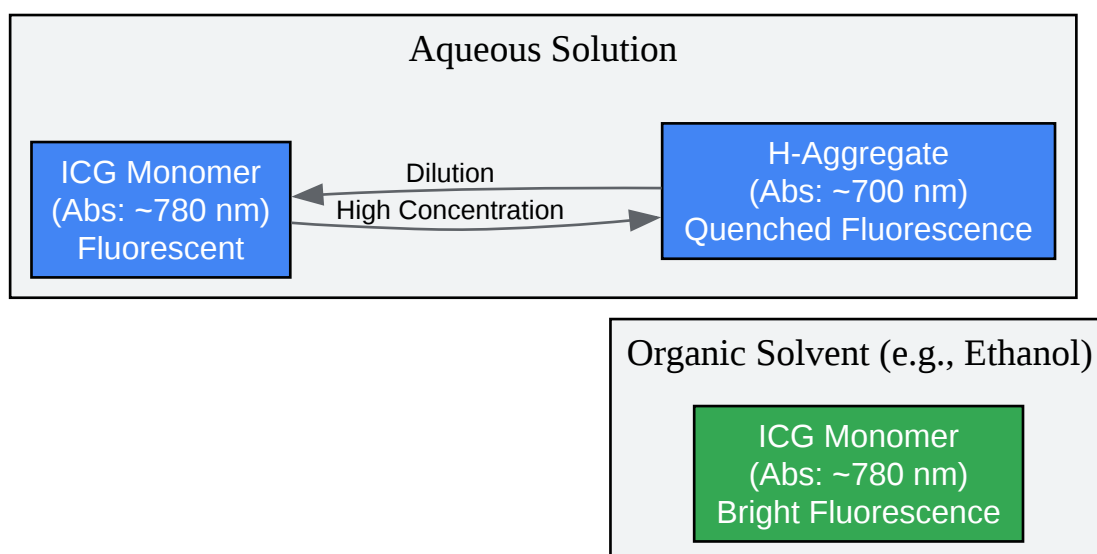 Aqueous Solution
ICG Monomer
(Abs: ~780 nm)
Fluorescent
Dilution
High Concentration
H-Aggregate
(Abs: ~700 nm)
Quenched Fluorescence
Organic Solvent (e.g., Ethanol)
ICG Monomer
(Abs: ~780 nm)
Bright Fluorescence